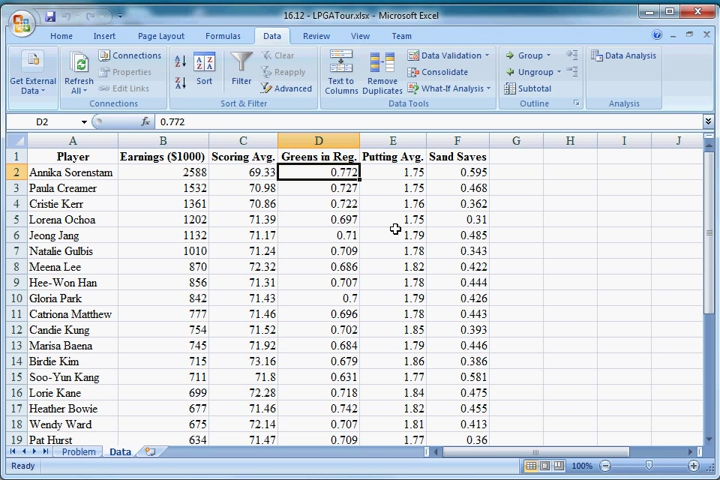 16.12 - LPGATour.xlsx - Microsoft Excel
Home Insert Page Layout Formulas Data Review View Team
Get External Data
Refresh All
Connections
Properties
Edit Links
Connections
Sort
Filter
Clear
Reapply
Advanced
Sort & Filter
Text to Columns
Remove Duplicates
Data Validation
Consolidate
What-If Analysis
Data Tools
Group
Ungroup
Subtotal
Outline
Data Analysis
Analysis
D2 0.772
A B C D E F G H I J
1 Player Earnings ($1000) Scoring Avg. Greens in Reg. Putting Avg. Sand Saves
2 Annika Sorenstam 2588 69.33 0.772 1.75 0.595
3 Paula Creamer 1532 70.98 0.727 1.75 0.468
4 Cristie Kerr 1361 70.86 0.722 1.76 0.362
5 Lorena Ochoa 1202 71.39 0.697 1.75 0.31
6 Jeong Jang 1132 71.17 0.71 1.79 0.485
7 Natalie Gulbis 1010 71.24 0.709 1.78 0.343
8 Meena Lee 870 72.32 0.686 1.82 0.422
9 Hee-Won Han 856 71.31 0.707 1.78 0.444
10 Gloria Park 842 71.43 0.7 1.79 0.426
11 Catriona Matthew 777 71.46 0.696 1.78 0.443
12 Candie Kung 754 71.52 0.702 1.85 0.393
13 Marisa Baena 745 71.92 0.684 1.79 0.446
14 Birdie Kim 715 73.16 0.679 1.86 0.386
15 Soo-Yun Kang 711 71.8 0.631 1.77 0.581
16 Lorie Kane 699 72.28 0.718 1.84 0.475
17 Heather Bowie 677 71.46 0.742 1.82 0.455
18 Wendy Ward 675 72.14 0.707 1.81 0.413
19 Pat Hurst 634 71.47 0.709 1.77 0.36
Problem Data
Ready 100%